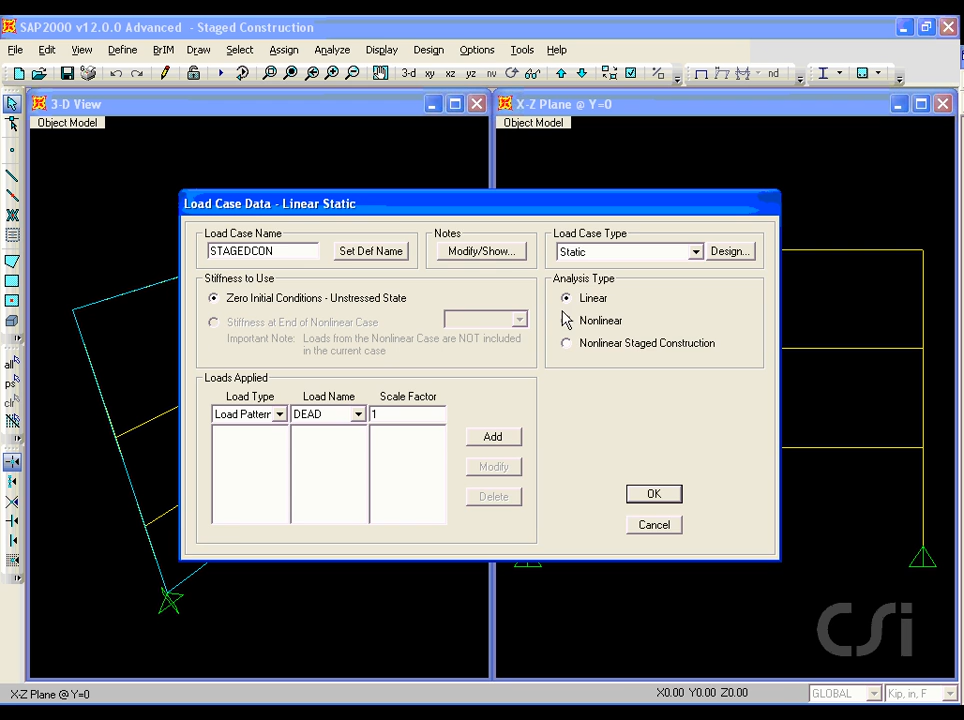 SAP2000 v12.0.0 Advanced - Staged Construction
File Edit View Define BrIM Draw Select Assign Analyze Display Design Options Tools Help
3-d xy xz yz nv nd
3-D View
X-Z Plane @ Y=0
Object Model
Object Model
Load Case Data - Linear Static
Load Case Name
STAGEDCON
Set Def Name
Notes
Modify/Show...
Load Case Type
Static
Design...
Stiffness to Use
Zero Initial Conditions - Unstressed State
Stiffness at End of Nonlinear Case
Important Note: Loads from the Nonlinear Case are NOT included
in the current case
Analysis Type
Linear
Nonlinear
Nonlinear Staged Construction
Loads Applied
Load Type Load Name Scale Factor
Load Pattern DEAD 1
Add
Modify
Delete
OK
Cancel
all
ps
clr
CSi
X-Z Plane @ Y=0
X0.00 Y0.00 Z0.00
GLOBAL
Kip, in, F